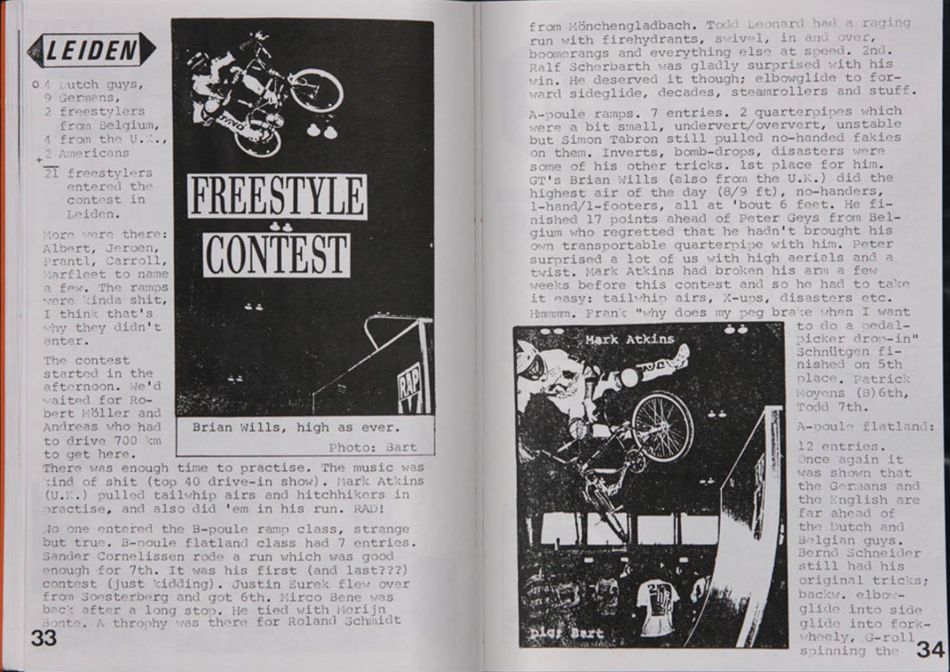 LEIDEN
4 Dutch guys,
9 Germans,
2 freestylers
from Belgium,
4 from the U.K.,
+2 Americans
21 freestylers
entered the
contest in
Leiden.
More were there:
Albert, Jeroen,
Prantl, Carroll,
Marfleet to name
a few. The ramps
were kinda shit,
I think that's
why they didn't
enter.
The contest
started in the
afternoon. We'd
waited for Ro-
bert Möller and
Andreas who had
to drive 700 km
to get here.
There was enough time to practise. The music was
kind of shit (top 40 drive-in show). Mark Atkins
(U.K.) pulled tailwhip airs and hitchhikers in
practise, and also did 'em in his run. RAD!
No one entered the B-poule ramp class, strange
but true. B-poule flatland class had 7 entries.
Sander Cornelissen rode a run which was good
enough for 7th. It was his first (and last???)
contest (just kidding). Justin Eurek flew over
from Soesterberg and got 6th. Mirco Bene was
back after a long stop. He tied with Merijn
Bonte. A throphy was there for Roland Schmidt
33
FREESTYLE
CONTEST
RAP
Brian Wills, high as ever.
Photo: Bart
from Mönchengladbach. Todd Leonard had a raging
run with firehydrants, swivel, in and over,
boomerangs and everything else at speed. 2nd.
Ralf Scherbarth was gladly surprised with his
win. He deserved it though; elbowglide to for-
ward sideglide, decades, steamrollers and stuff.
A-poule ramps. 7 entries. 2 quarterpipes which
were a bit small, undervert/oververt, unstable
but Simon Tabron still pulled no-handed fakies
on them. Inverts, bomb-drops, disasters were
some of his other tricks. 1st place for him.
GT's Brian Wills (also from the U.K.) did the
highest air of the day (8/9 ft), no-handers,
1-hand/1-footers, all at 'bout 6 feet. He fi-
nished 17 points ahead of Peter Geys from Bel-
gium who regretted that he hadn't brought his
own transportable quarterpipe with him. Peter
surprised a lot of us with high aerials and a
twist. Mark Atkins had broken his arm a few
weeks before this contest and so he had to take
it easy: tailwhip airs, X-ups, disasters etc.
Hmmmm. Frank "why does my peg brake when I want
to do a pedal-
picker drop-in"
Schnütgen fi-
nished on 5th
place, Patrick
Moyens (B)6th,
Todd 7th.
A-poule flatland:
12 entries.
Once again it
was shown that
the Germans and
the English are
far ahead of
the Dutch and
Belgian guys.
Bernd Schneider
still had his
original tricks;
backw. elbow-
glide into side
glide into fork-
wheely, G-roll
spinning the
34
Mark Atkins
pic: Bart